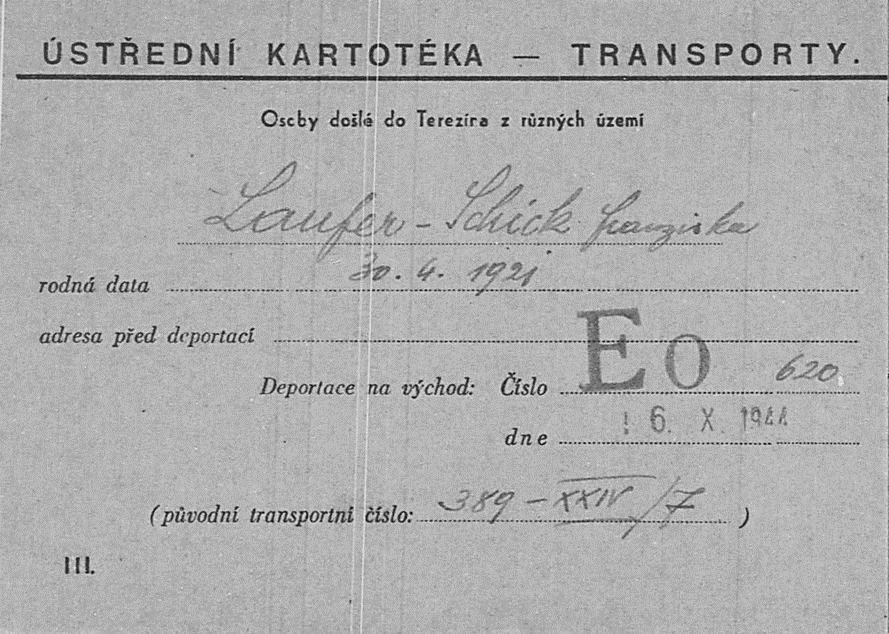 ÚSTŘEDNÍ KARTOTÉKA — TRANSPORTY.
Osoby došlé do Terezína z různých území
Laufer-Schick Franziska
rodná data 30. 4. 1921
adresa před deportací
Deportace na východ: Číslo Eo 620
dne 6. X. 1944
(původní transportní číslo: 389-XXIV/7)
III.